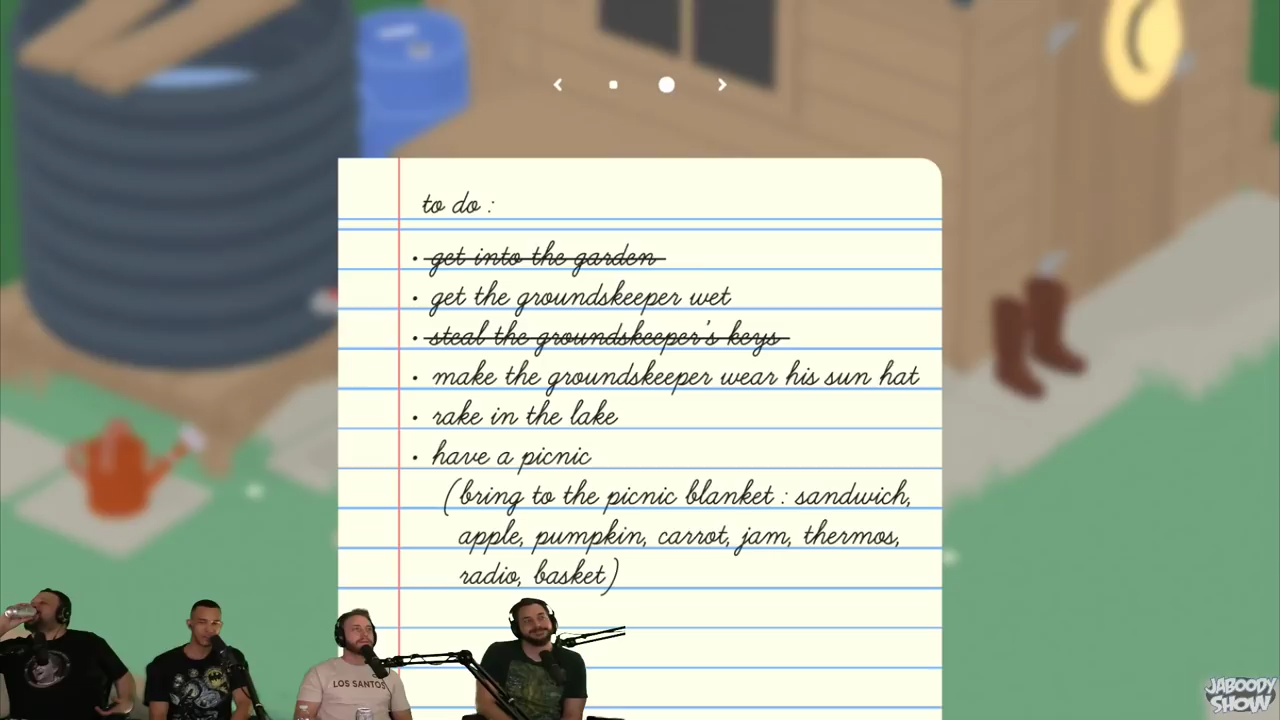 to do :
• get into the garden
• get the groundskeeper wet
• steal the groundskeeper's keys
• make the groundskeeper wear his sun hat
• rake in the lake
• have a picnic
(bring to the picnic blanket : sandwich,
apple, pumpkin, carrot, jam, thermos,
radio, basket)
LOS SANTOS
JABOODY
SHOW